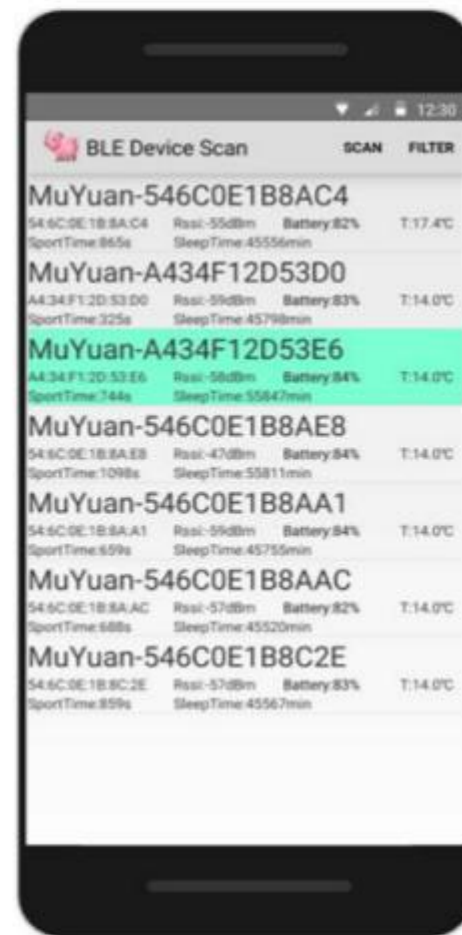 12:30
BLE Device Scan SCAN FILTER
MuYuan-546C0E1B8AC4
54:6C:0E:1B:8A:C4 Rssi:-55dBm Battery:82% T:17.4℃
SportTime:865s SleepTime:45556min
MuYuan-A434F12D53D0
A4:34:F1:2D:53:D0 Rssi:-59dBm Battery:83% T:14.0℃
SportTime:325s SleepTime:45798min
MuYuan-A434F12D53E6
A4:34:F1:2D:53:E6 Rssi:-58dBm Battery:84% T:14.0℃
SportTime:744s SleepTime:55847min
MuYuan-546C0E1B8AE8
54:6C:0E:1B:8A:E8 Rssi:-47dBm Battery:84% T:14.0℃
SportTime:1098s SleepTime:55811min
MuYuan-546C0E1B8AA1
54:6C:0E:1B:8A:A1 Rssi:-59dBm Battery:84% T:14.0℃
SportTime:659s SleepTime:45755min
MuYuan-546C0E1B8AAC
54:6C:0E:1B:8A:AC Rssi:-57dBm Battery:82% T:14.0℃
SportTime:688s SleepTime:45520min
MuYuan-546C0E1B8C2E
54:6C:0E:1B:8C:2E Rssi:-57dBm Battery:83% T:14.0℃
SportTime:859s SleepTime:45567min